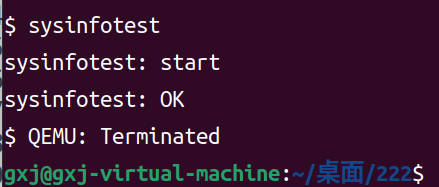 $ sysinfotest
sysinfotest: start
sysinfotest: OK
$ QEMU: Terminated
gxj@gxj-virtual-machine:~/桌面/222$